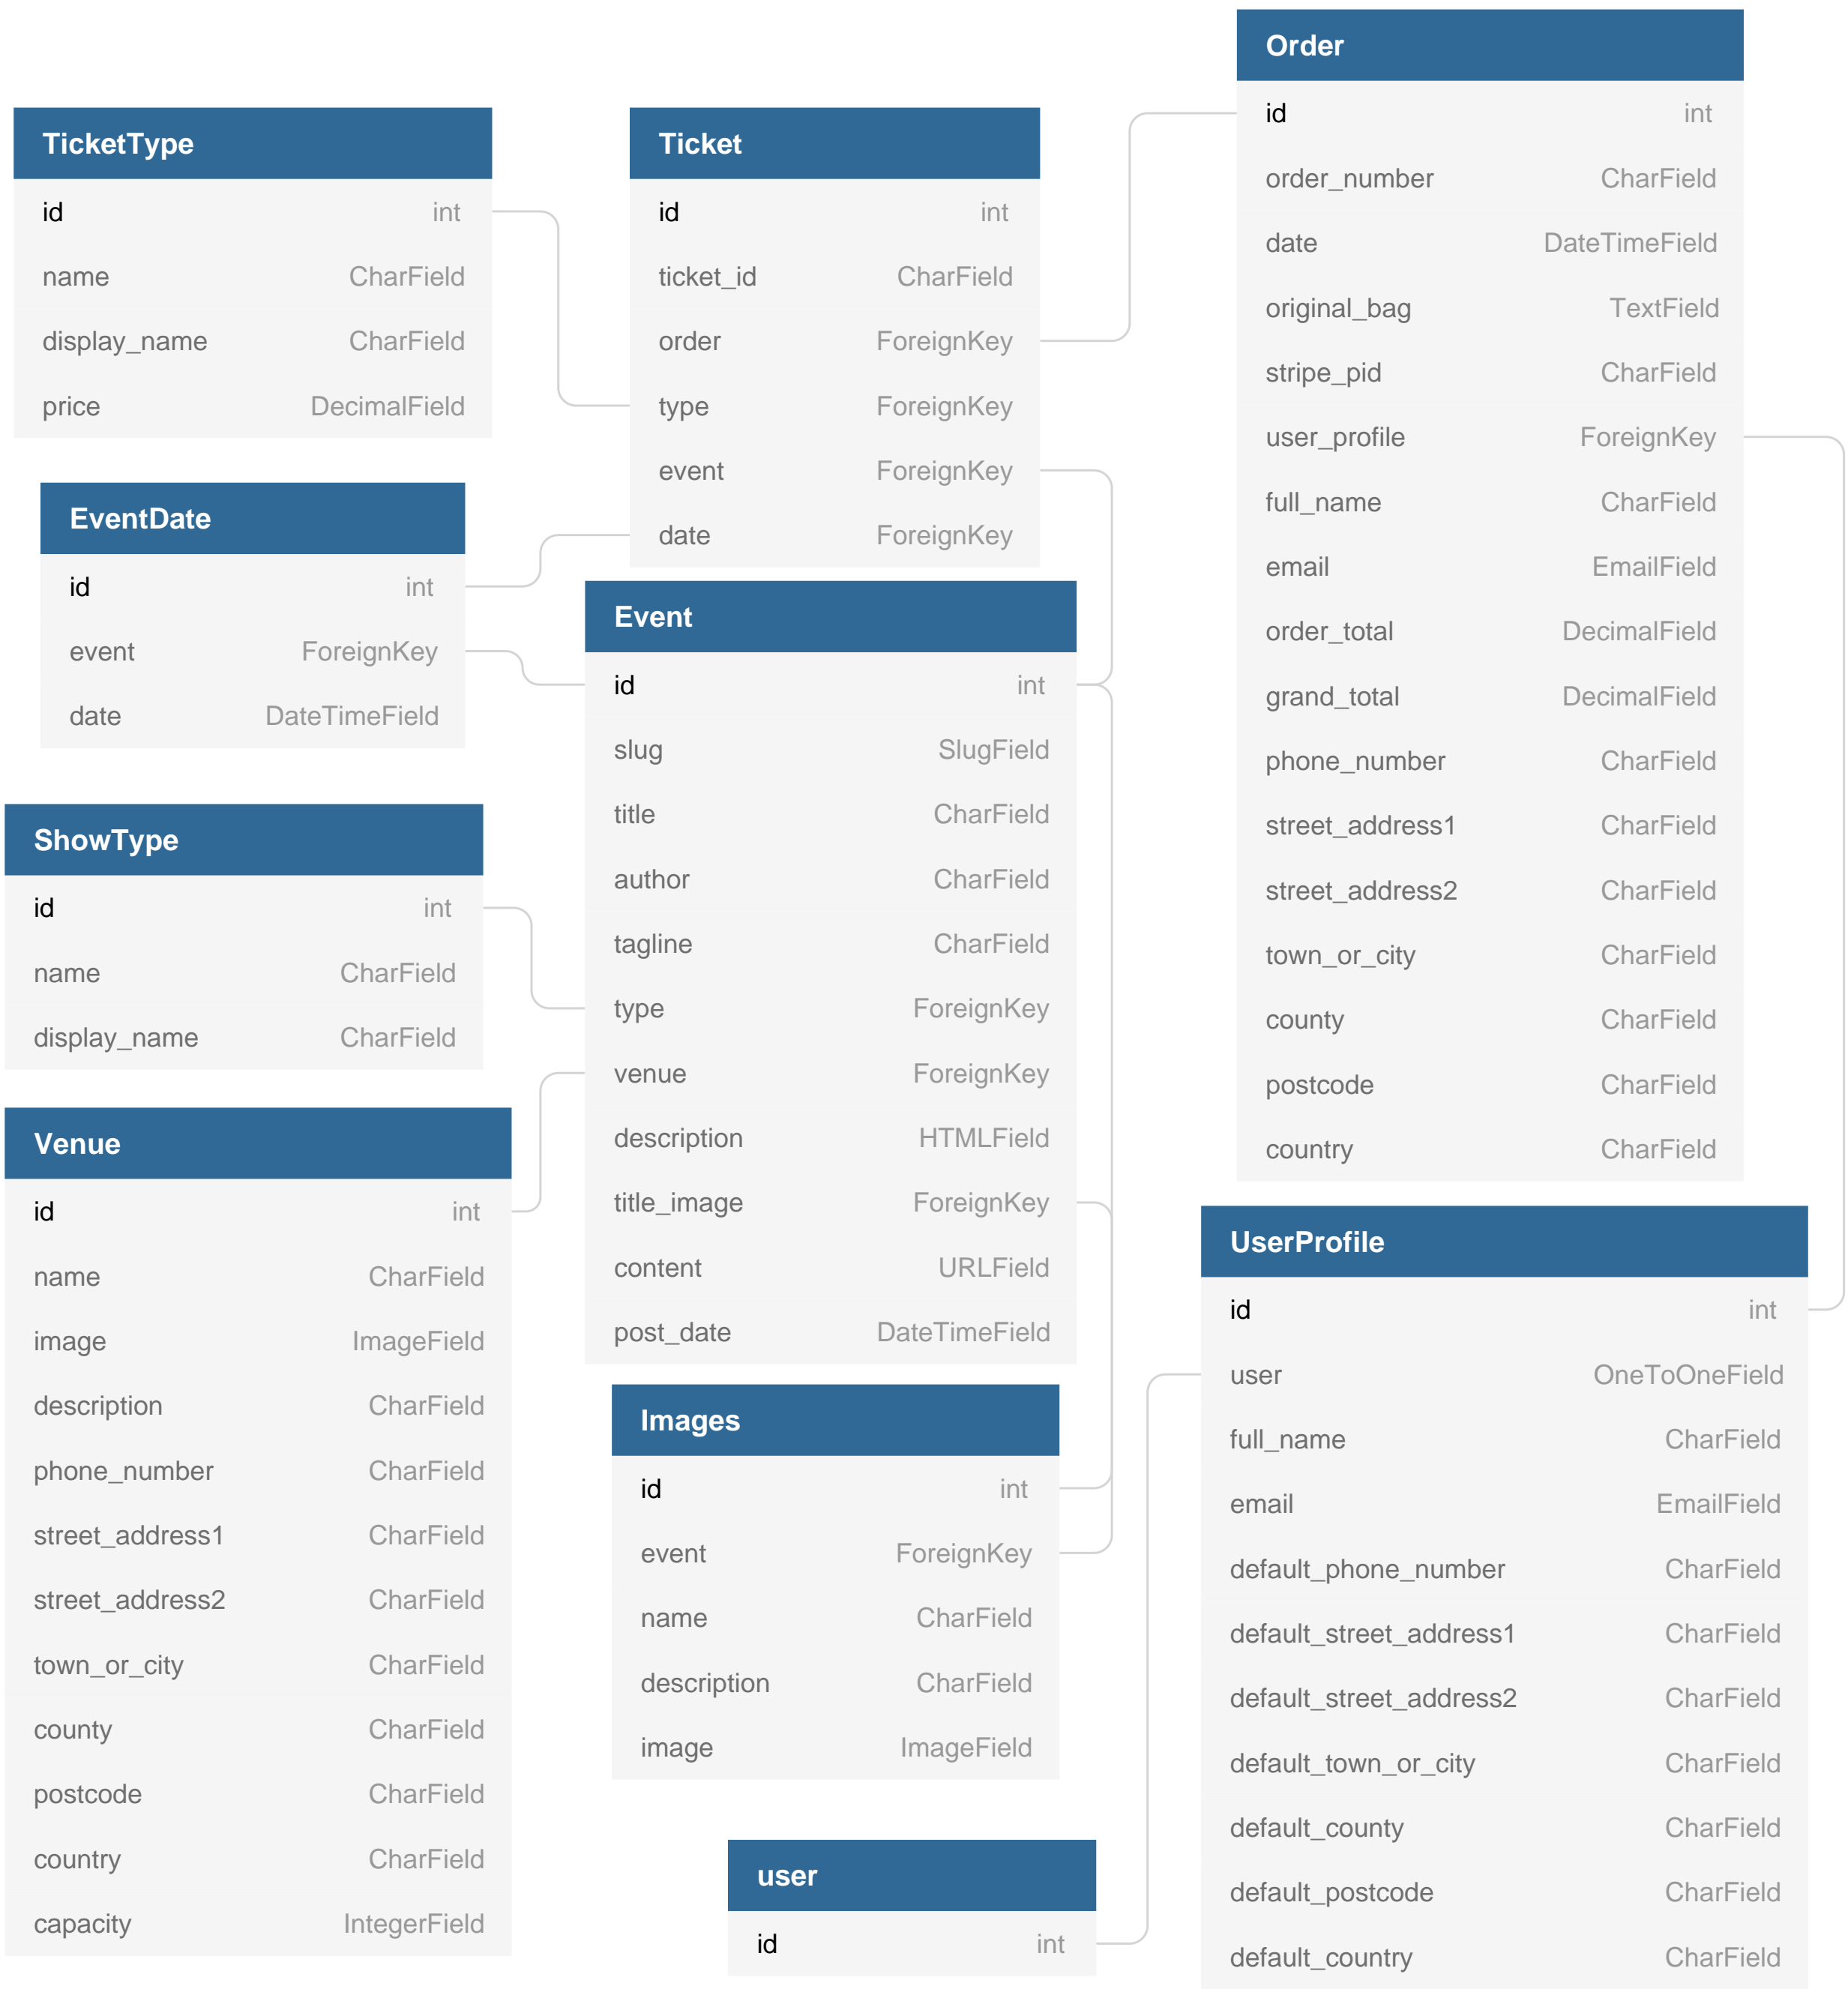 TicketType
id int
name CharField
display_name CharField
price DecimalField
EventDate
id int
event ForeignKey
date DateTimeField
ShowType
id int
name CharField
display_name CharField
Venue
id int
name CharField
image ImageField
description CharField
phone_number CharField
street_address1 CharField
street_address2 CharField
town_or_city CharField
county CharField
postcode CharField
country CharField
capacity IntegerField
Ticket
id int
ticket_id CharField
order ForeignKey
type ForeignKey
event ForeignKey
date ForeignKey
Event
id int
slug SlugField
title CharField
author CharField
tagline CharField
type ForeignKey
venue ForeignKey
description HTMLField
title_image ForeignKey
content URLField
post_date DateTimeField
Images
id int
event ForeignKey
name CharField
description CharField
image ImageField
user
id int
Order
id int
order_number CharField
date DateTimeField
original_bag TextField
stripe_pid CharField
user_profile ForeignKey
full_name CharField
email EmailField
order_total DecimalField
grand_total DecimalField
phone_number CharField
street_address1 CharField
street_address2 CharField
town_or_city CharField
county CharField
postcode CharField
country CharField
UserProfile
id int
user OneToOneField
full_name CharField
email EmailField
default_phone_number CharField
default_street_address1 CharField
default_street_address2 CharField
default_town_or_city CharField
default_county CharField
default_postcode CharField
default_country CharField